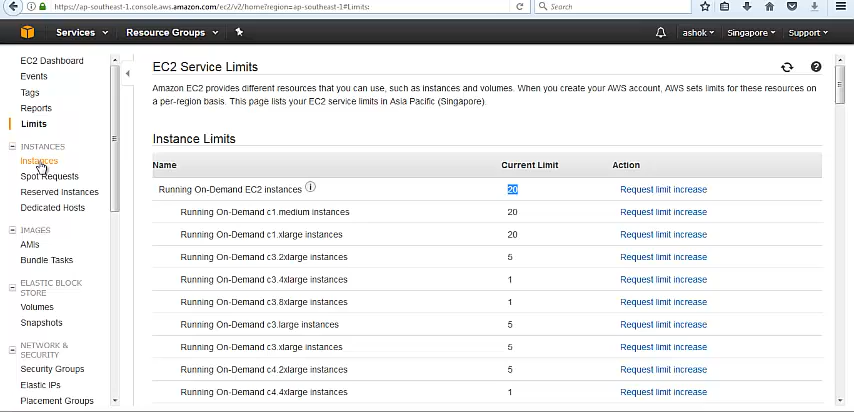 https://ap-southeast-1.console.aws.amazon.com/ec2/v2/home?region=ap-southeast-1#Limits:
Search
Services
Resource Groups
ashok
Singapore
Support
EC2 Dashboard
Events
Tags
Reports
Limits
INSTANCES
Instances
Spot Requests
Reserved Instances
Dedicated Hosts
IMAGES
AMIs
Bundle Tasks
ELASTIC BLOCK
STORE
Volumes
Snapshots
NETWORK &
SECURITY
Security Groups
Elastic IPs
Placement Groups
EC2 Service Limits
Amazon EC2 provides different resources that you can use, such as instances and volumes. When you create your AWS account, AWS sets limits for these resources on
a per-region basis. This page lists your EC2 service limits in Asia Pacific (Singapore).
Instance Limits
Name Current Limit Action
Running On-Demand EC2 instances 20 Request limit increase
Running On-Demand c1.medium instances 20 Request limit increase
Running On-Demand c1.xlarge instances 20 Request limit increase
Running On-Demand c3.2xlarge instances 5 Request limit increase
Running On-Demand c3.4xlarge instances 1 Request limit increase
Running On-Demand c3.8xlarge instances 1 Request limit increase
Running On-Demand c3.large instances 5 Request limit increase
Running On-Demand c3.xlarge instances 5 Request limit increase
Running On-Demand c4.2xlarge instances 5 Request limit increase
Running On-Demand c4.4xlarge instances 1 Request limit increase